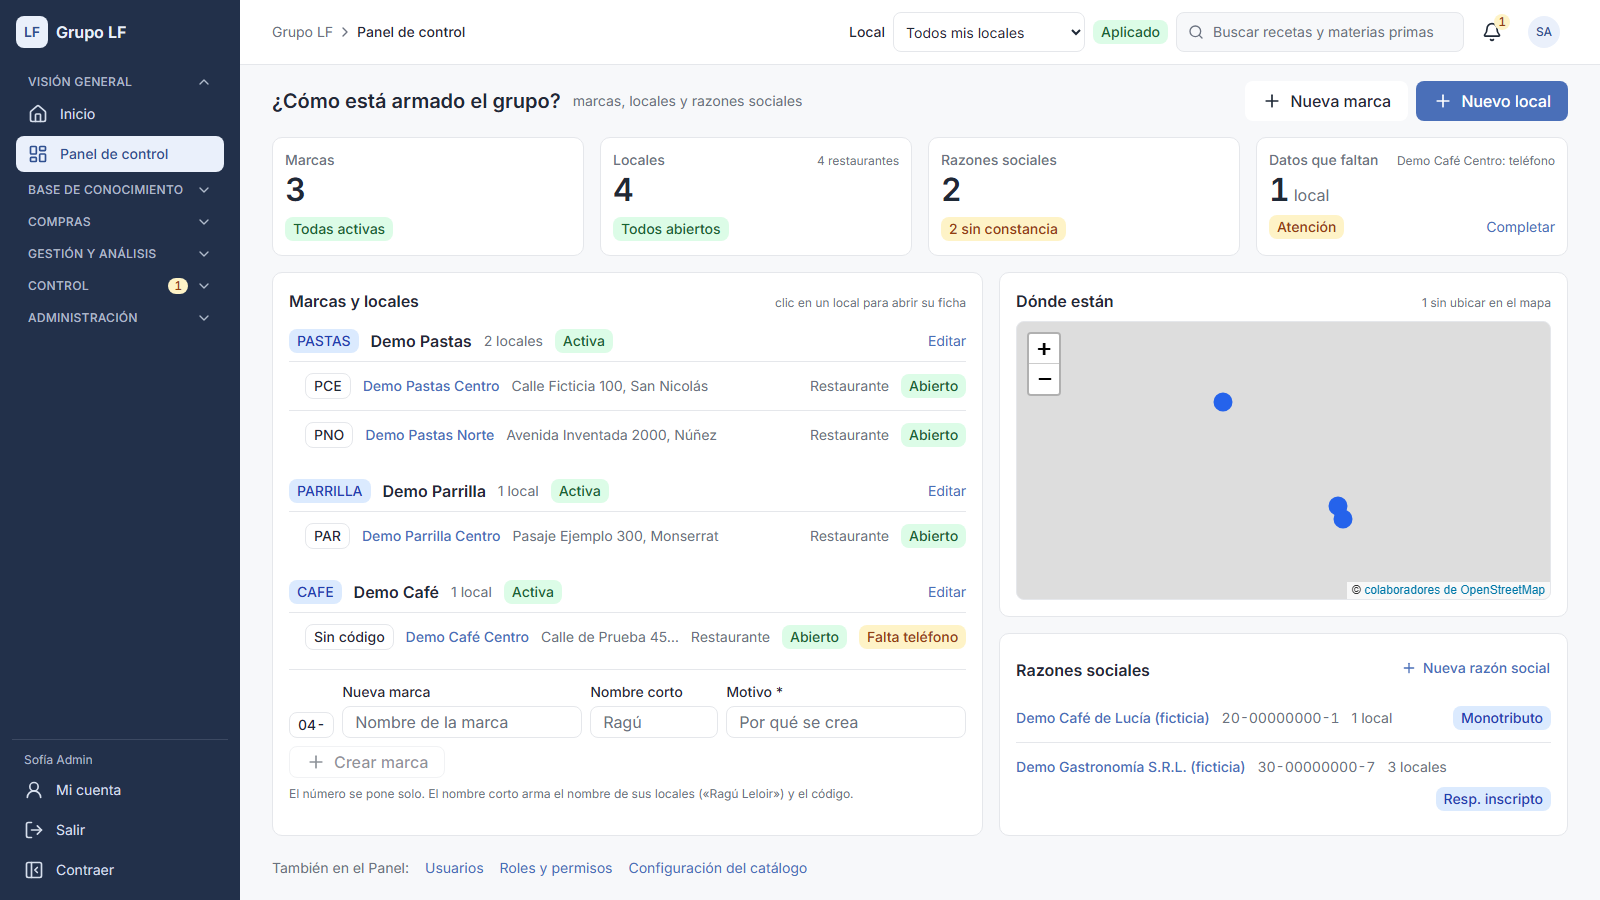 LF Grupo LF
VISIÓN GENERAL
Inicio
Panel de control
BASE DE CONOCIMIENTO
COMPRAS
GESTIÓN Y ANÁLISIS
CONTROL 1
ADMINISTRACIÓN
Sofía Admin
Mi cuenta
Salir
Contraer
Grupo LF > Panel de control
Local Todos mis locales Aplicado Buscar recetas y materias primas 1 SA
¿Cómo está armado el grupo? marcas, locales y razones sociales
+ Nueva marca + Nuevo local
Marcas
3
Todas activas
Locales 4 restaurantes
4
Todos abiertos
Razones sociales
2
2 sin constancia
Datos que faltan Demo Café Centro: teléfono
1 local
Atención Completar
Marcas y locales clic en un local para abrir su ficha
PASTAS Demo Pastas 2 locales Activa Editar
PCE Demo Pastas Centro Calle Ficticia 100, San Nicolás Restaurante Abierto
PNO Demo Pastas Norte Avenida Inventada 2000, Núñez Restaurante Abierto
PARRILLA Demo Parrilla 1 local Activa Editar
PAR Demo Parrilla Centro Pasaje Ejemplo 300, Monserrat Restaurante Abierto
CAFE Demo Café 1 local Activa Editar
Sin código Demo Café Centro Calle de Prueba 45... Restaurante Abierto Falta teléfono
Nueva marca Nombre corto Motivo *
04- Nombre de la marca Ragú Por qué se crea
+ Crear marca
El número se pone solo. El nombre corto arma el nombre de sus locales («Ragú Leloir») y el código.
Dónde están 1 sin ubicar en el mapa
+
−
© colaboradores de OpenStreetMap
Razones sociales + Nueva razón social
Demo Café de Lucía (ficticia) 20-00000000-1 1 local Monotributo
Demo Gastronomía S.R.L. (ficticia) 30-00000000-7 3 locales
Resp. inscripto
También en el Panel: Usuarios Roles y permisos Configuración del catálogo